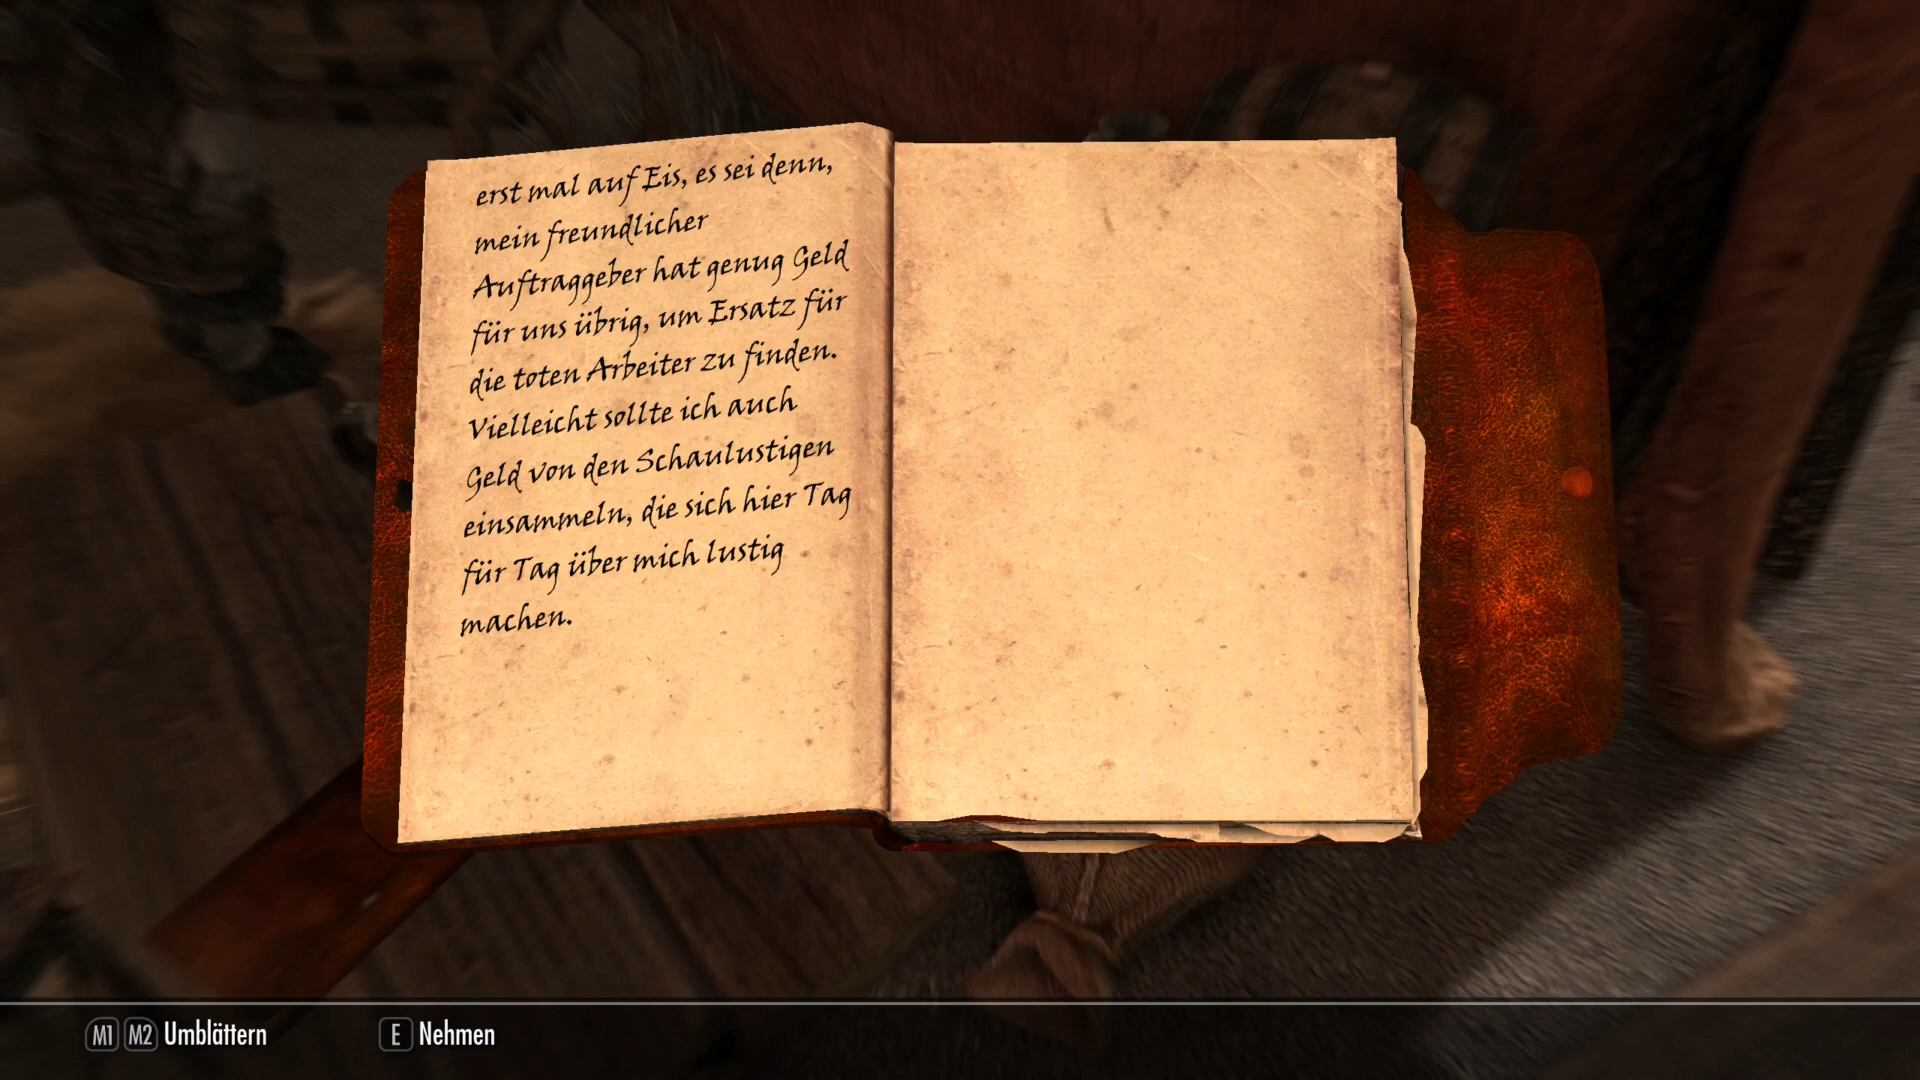 erst mal auf Eis, es sei denn,
mein freundlicher
Auftraggeber hat genug Geld
für uns übrig, um Ersatz für
die toten Arbeiter zu finden.
Vielleicht sollte ich auch
Geld von den Schaulustigen
einsammeln, die sich hier Tag
für Tag über mich lustig
machen.
M1 M2 Umblättern
E Nehmen